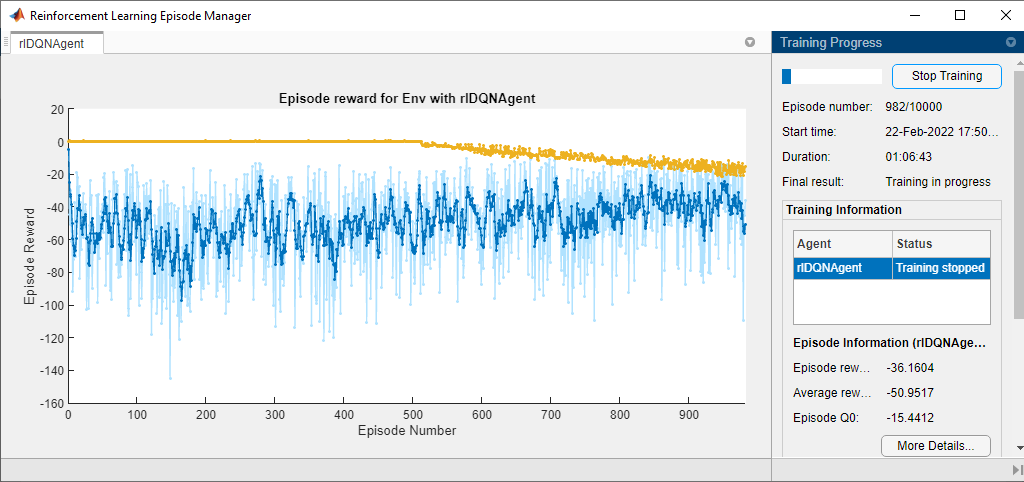 Reinforcement Learning Episode Manager
rlDQNAgent
Episode reward for Env with rlDQNAgent
20
0
-20
-40
-60
-80
-100
-120
-140
-160
Episode Reward
0 100 200 300 400 500 600 700 800 900
Episode Number
Training Progress
Stop Training
Episode number: 982/10000
Start time: 22-Feb-2022 17:50...
Duration: 01:06:43
Final result: Training in progress
Training Information
Agent Status
rlDQNAgent Training stopped
Episode Information (rlDQNAge...
Episode rew... -36.1604
Average rew... -50.9517
Episode Q0: -15.4412
More Details...